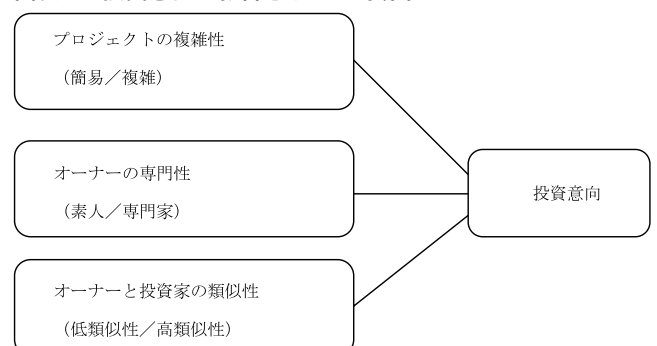 プロジェクトの複雑性
（簡易／複雑）
オーナーの専門性
（素人／専門家）
投資意向
オーナーと投資家の類似性
（低類似性／高類似性）